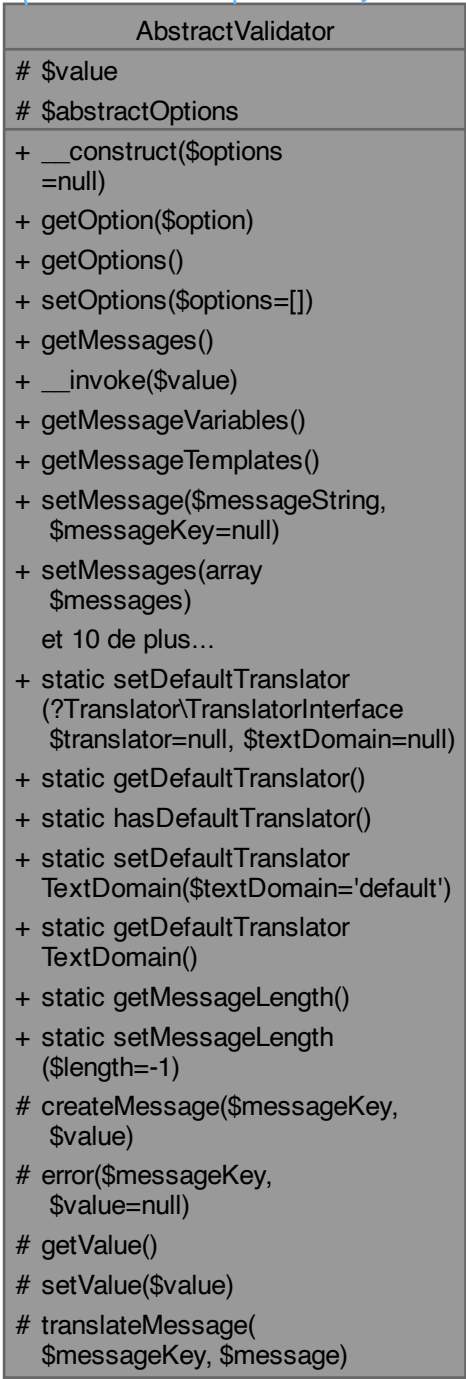 AbstractValidator
# $value
# $abstractOptions
+ __construct($options
=null)
+ getOption($option)
+ getOptions()
+ setOptions($options=[])
+ getMessages()
+ __invoke($value)
+ getMessageVariables()
+ getMessageTemplates()
+ setMessage($messageString,
$messageKey=null)
+ setMessages(array
$messages)
et 10 de plus...
+ static setDefaultTranslator
(?Translator\TranslatorInterface
$translator=null, $textDomain=null)
+ static getDefaultTranslator()
+ static hasDefaultTranslator()
+ static setDefaultTranslator
TextDomain($textDomain='default')
+ static getDefaultTranslator
TextDomain()
+ static getMessageLength()
+ static setMessageLength
($length=-1)
# createMessage($messageKey,
$value)
# error($messageKey,
$value=null)
# getValue()
# setValue($value)
# translateMessage(
$messageKey, $message)